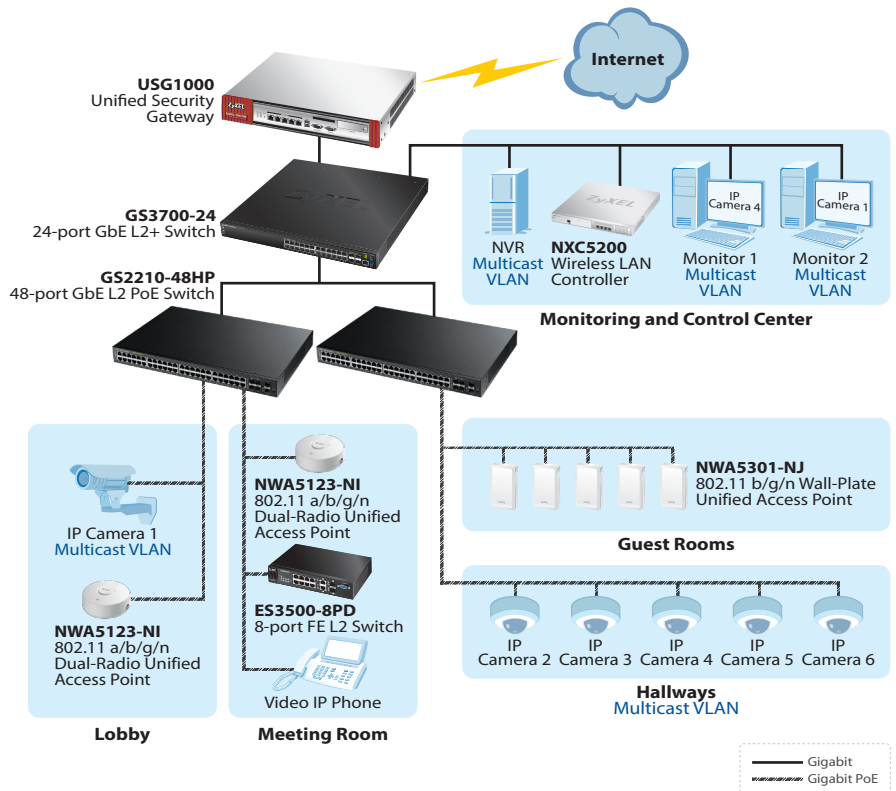 Internet
USG1000
Unified Security
Gateway
ZyXEL
ZyXEL
GS3700-24
24-port GbE L2+ Switch
GS2210-48HP
48-port GbE L2 PoE Switch
NVR
Multicast
VLAN
ZyXEL
NXC5200
Wireless LAN
Controller
IP
Camera 4
Monitor 1
Multicast
VLAN
IP
Camera 1
Monitor 2
Multicast
VLAN
Monitoring and Control Center
IP Camera 1
Multicast VLAN
NWA5123-NI
802.11 a/b/g/n
Dual-Radio Unified
Access Point
Lobby
NWA5123-NI
802.11 a/b/g/n
Dual-Radio Unified
Access Point
ES3500-8PD
8-port FE L2 Switch
Video IP Phone
Meeting Room
NWA5301-NJ
802.11 b/g/n Wall-Plate
Unified Access Point
Guest Rooms
IP
Camera 2
IP
Camera 3
IP
Camera 4
IP
Camera 5
IP
Camera 6
Hallways
Multicast VLAN
Gigabit
Gigabit PoE